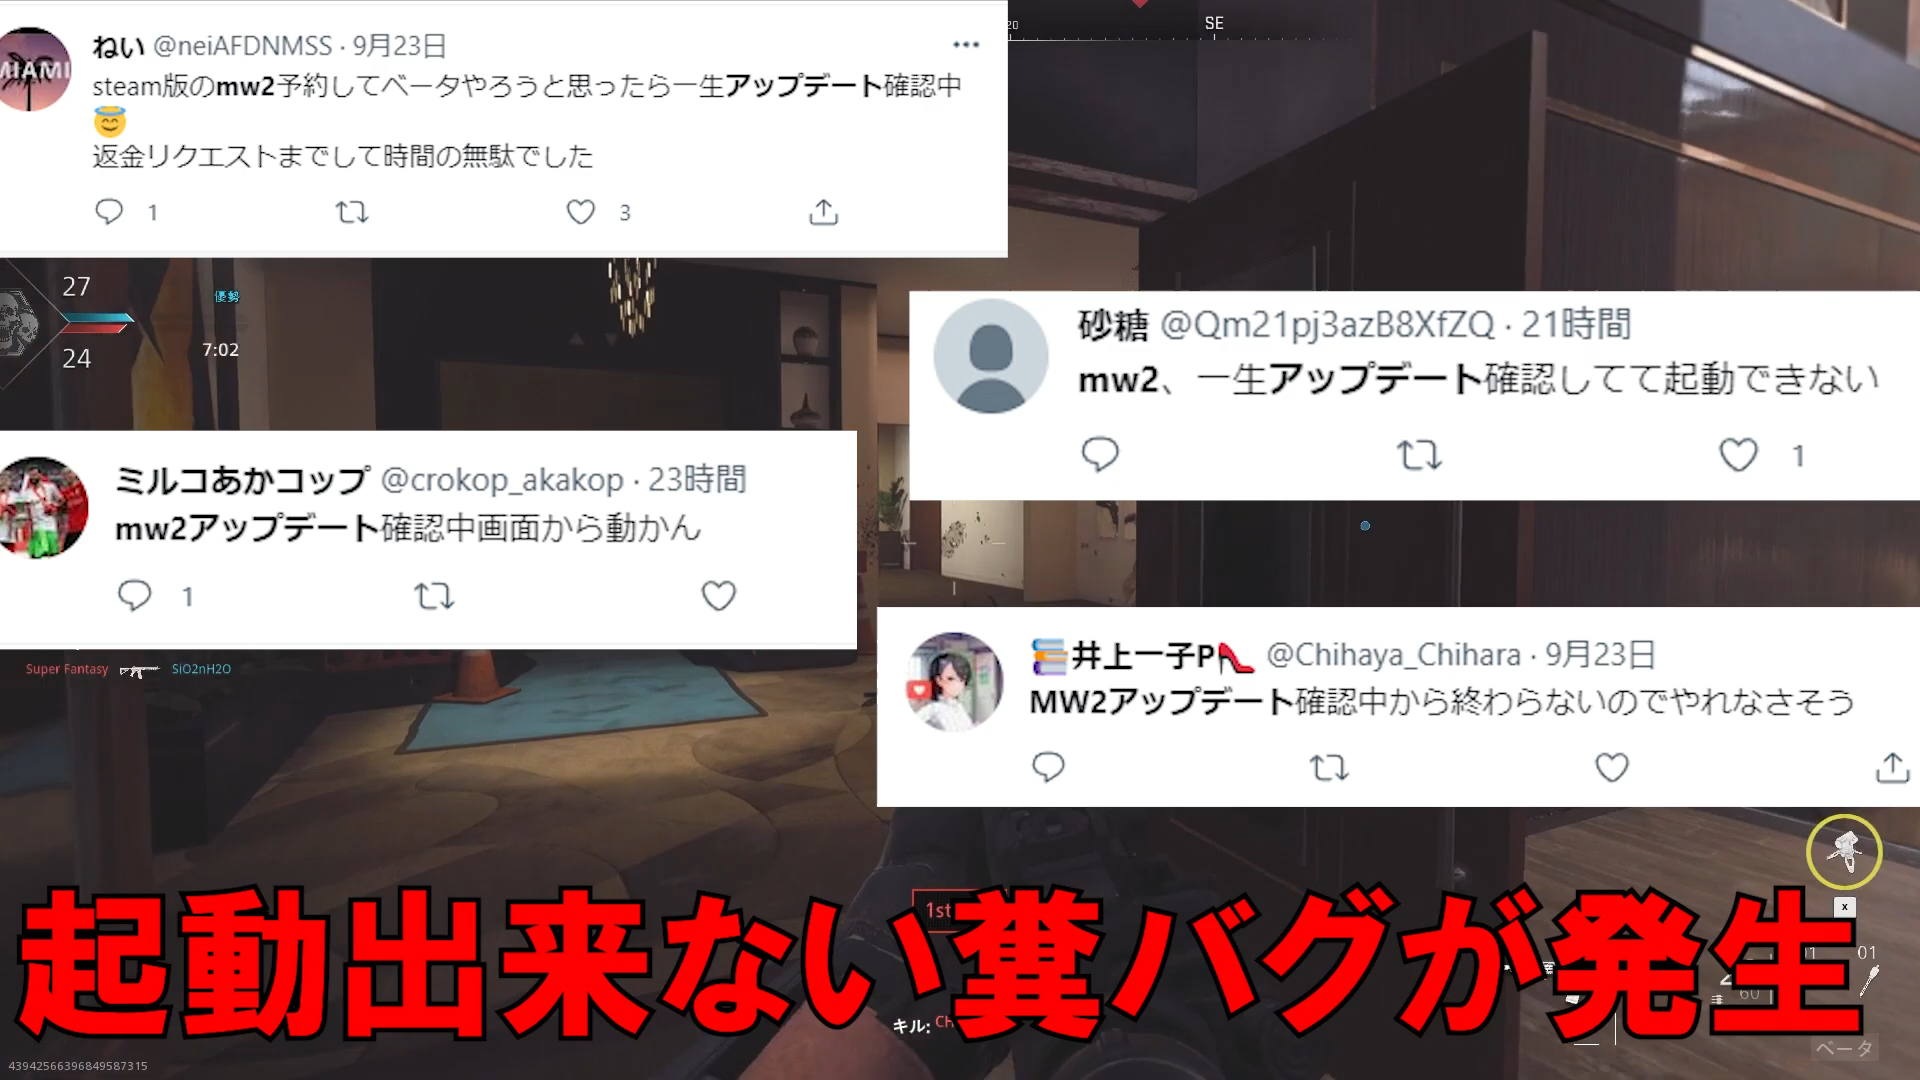 ねい @neiAFDNMSS · 9月23日
steam版のmw2予約してベータやろうと思ったら一生アップデート確認中
😇
返金リクエストまでして時間の無駄でした
1 3
MIAMI
SE
27
優勢
7:02
24
砂糖 @Qm21pj3azB8XfZQ · 21時間
mw2、一生アップデート確認してて起動できない
1
ミルコあかコップ @crokop_akakop · 23時間
mw2アップデート確認中画面から動かん
1
Super Fantasy SiO2nH2O
📚井上一子P👠 @Chihaya_Chihara · 9月23日
MW2アップデート確認中から終わらないのでやれなさそう
x
1st
起動出来ない糞バグが発生
01
60
キル:
ベータ
43942566396849587315